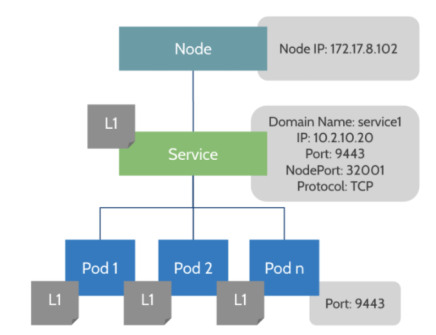 Node
Node IP: 172.17.8.102
L1
Service
Domain Name: service1
IP: 10.2.10.20
Port: 9443
NodePort: 32001
Protocol: TCP
Pod 1
Pod 2
Pod n
L1
L1
L1
Port: 9443